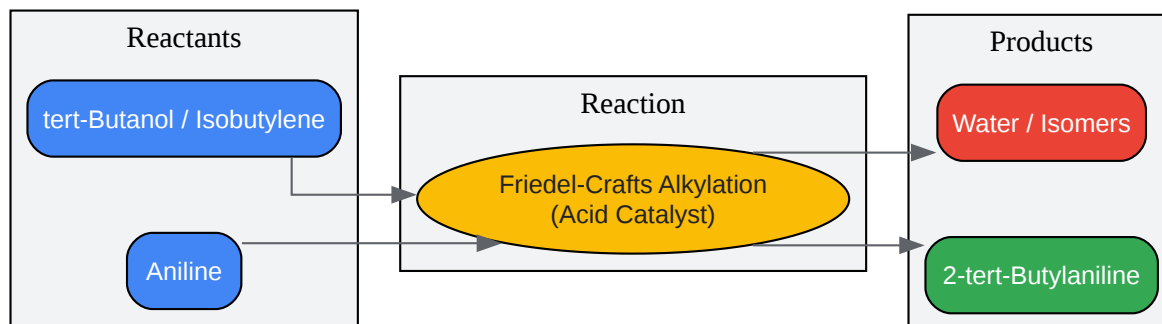 Reactants
tert-Butanol / Isobutylene
Aniline
Reaction
Friedel-Crafts Alkylation
(Acid Catalyst)
Products
Water / Isomers
2-tert-Butylaniline